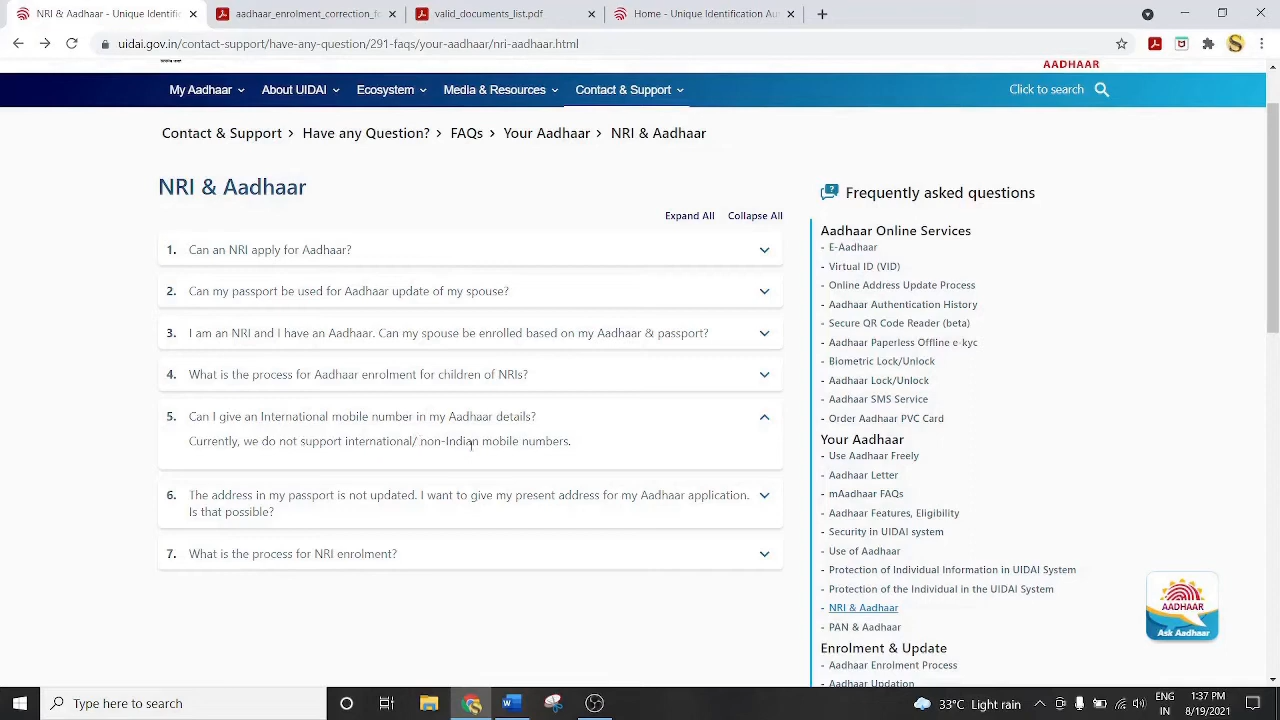 NRI & Aadhaar - Unique Identific
aadhaar_enrolment_correction_fo
valid_documents_list.pdf
Home - Unique Identification Aut
uidai.gov.in/contact-support/have-any-question/291-faqs/your-adhar/nri-aadhar.html
AADHAAR
My Aadhaar
About UIDAI
Ecosystem
Media & Resources
Contact & Support
Click to search
Contact & Support > Have any Question? > FAQs > Your Aadhaar > NRI & Aadhaar
NRI & Aadhaar
Expand All Collapse All
1. Can an NRI apply for Aadhaar?
2. Can my passport be used for Aadhaar update of my spouse?
3. I am an NRI and I have an Aadhaar. Can my spouse be enrolled based on my Aadhaar & passport?
4. What is the process for Aadhaar enrolment for children of NRIs?
5. Can I give an International mobile number in my Aadhaar details?
Currently, we do not support international/ non-Indian mobile numbers.
6. The address in my passport is not updated. I want to give my present address for my Aadhaar application.
Is that possible?
7. What is the process for NRI enrolment?
Frequently asked questions
Aadhaar Online Services
- E-Aadhaar
- Virtual ID (VID)
- Online Address Update Process
- Aadhaar Authentication History
- Secure QR Code Reader (beta)
- Aadhaar Paperless Offline e-kyc
- Biometric Lock/Unlock
- Aadhaar Lock/Unlock
- Aadhaar SMS Service
- Order Aadhaar PVC Card
Your Aadhaar
- Use Aadhaar Freely
- Aadhaar Letter
- mAadhaar FAQs
- Aadhaar Features, Eligibility
- Security in UIDAI system
- Use of Aadhaar
- Protection of Individual Information in UIDAI System
- Protection of the Individual in the UIDAI System
- NRI & Aadhaar
- PAN & Aadhaar
Enrolment & Update
- Aadhaar Enrolment Process
- Aadhaar Updation
AADHAAR
Ask Aadhaar
Type here to search
33°C Light rain
ENG
IN
1:37 PM
8/19/2021